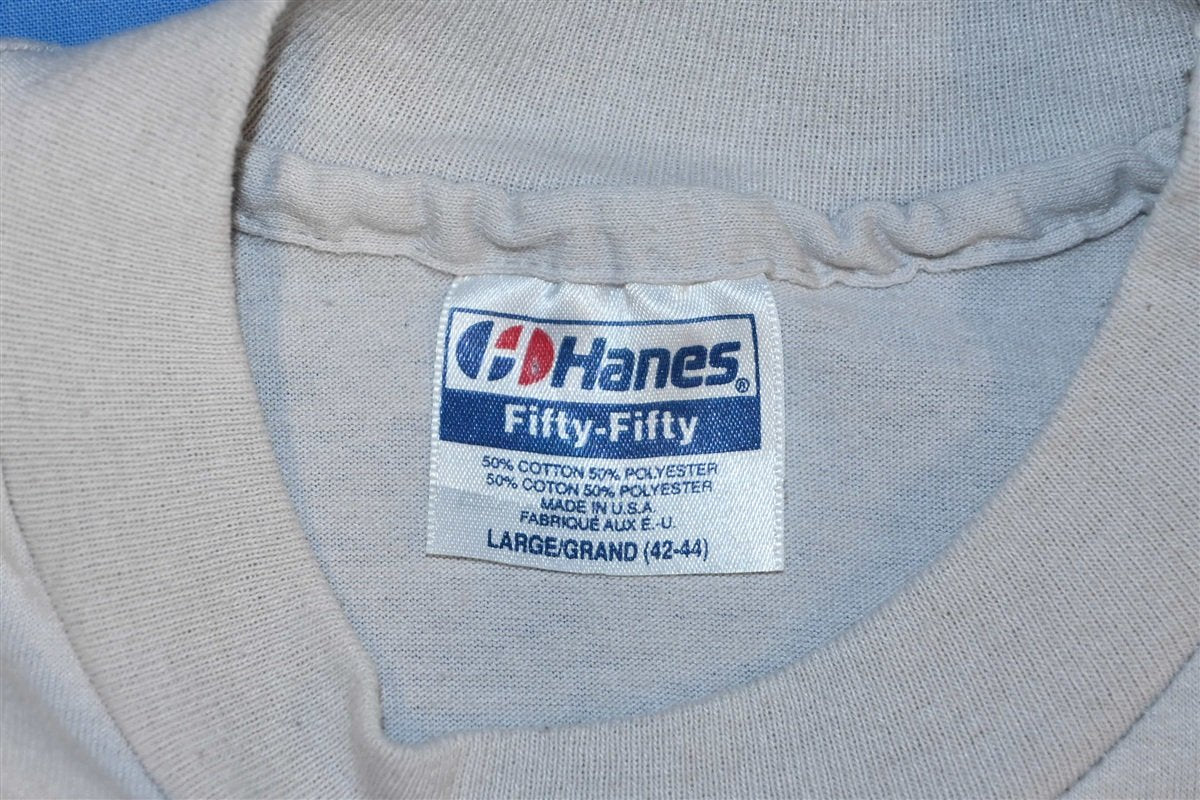 Hanes®
Fifty-Fifty
50% COTTON 50% POLYESTER
50% COTON 50% POLYESTER
MADE IN U.S.A.
FABRIQUÉ AUX É.-U.
LARGE/GRAND (42-44)